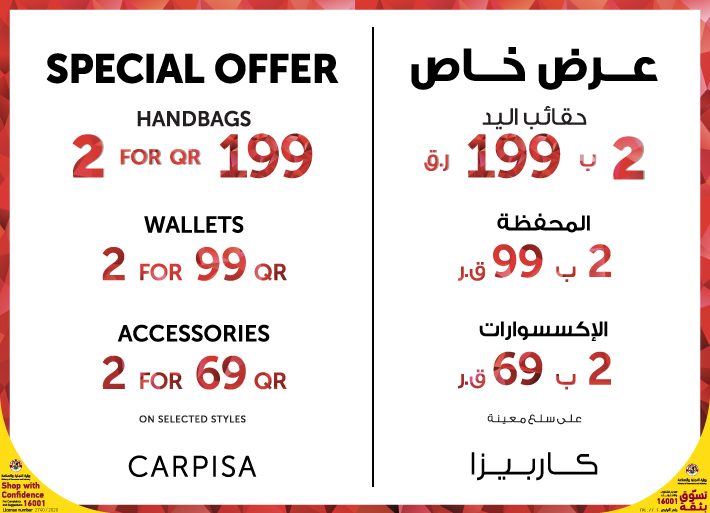 SPECIAL OFFER
HANDBAGS
2 FOR QR 199
WALLETS
2 FOR 99 QR
ACCESSORIES
2 FOR 69 QR
ON SELECTED STYLES
CARPISA
عـرض خـاص
حقائب اليد
2 ب 199 ر.ق
المحفظة
2 ب 99 ق.ر
الإكسسوارات
2 ب 69 ق.ر
على سلع معينة
كاربيزا
Shop with
Confidence
16001
تسوّق
بثقة
16001